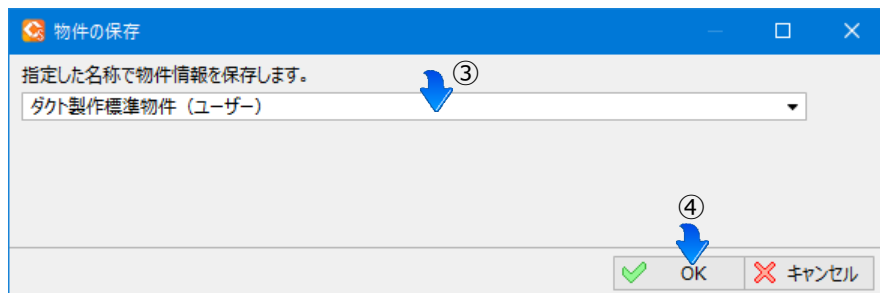 物件の保存
指定した名称で物件情報を保存します。
③
ダクト製作標準物件（ユーザー）
④
OK キャンセル